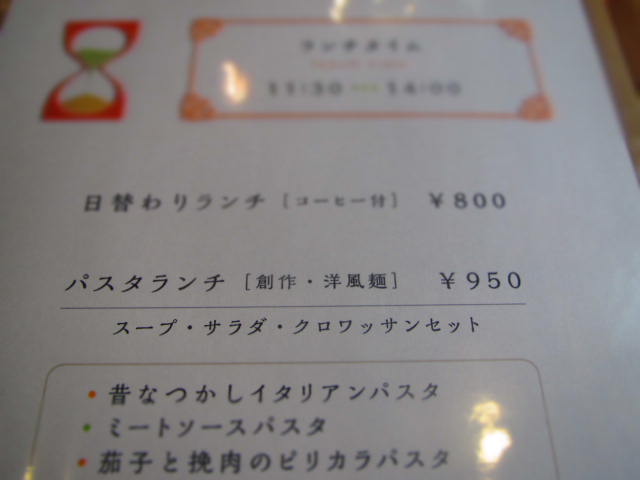 ランチタイム
11:30 ･･･ 14:00
日替わりランチ [コーヒー付] ¥800
パスタランチ [創作・洋風麺] ¥950
スープ・サラダ・クロワッサンセット
・昔なつかしイタリアンパスタ
・ミートソースパスタ
・茄子と挽肉のピリカラパスタ